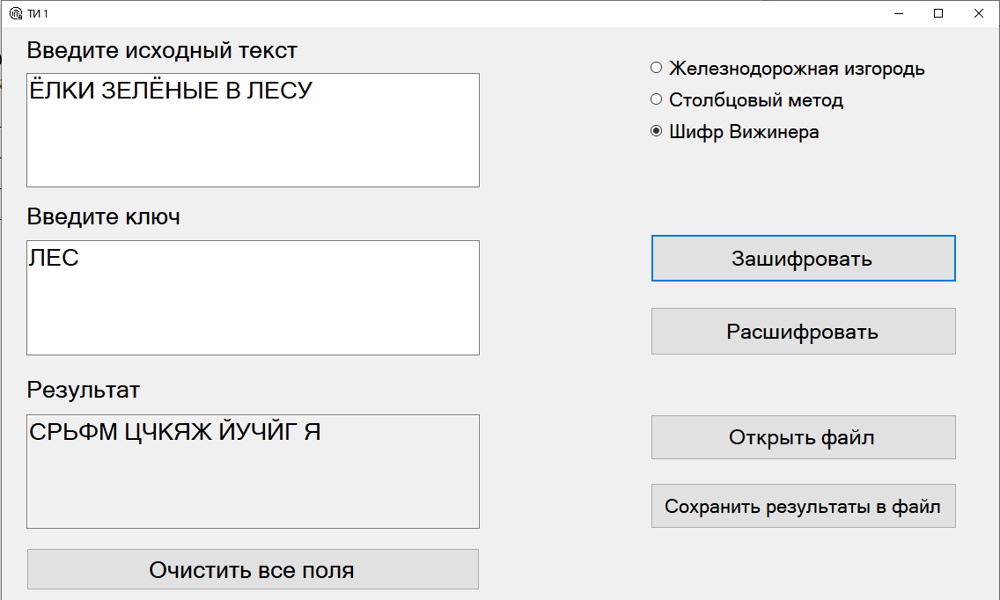 ТИ 1
Введите исходный текст
ЁЛКИ ЗЕЛЁНЫЕ В ЛЕСУ
Введите ключ
ЛЕС
Результат
СРЬФМ ЦЧКЯЖ ЙУЧЙГ Я
Очистить все поля
Железнодорожная изгородь
Столбцовый метод
Шифр Вижинера
Зашифровать
Расшифровать
Открыть файл
Сохранить результаты в файл